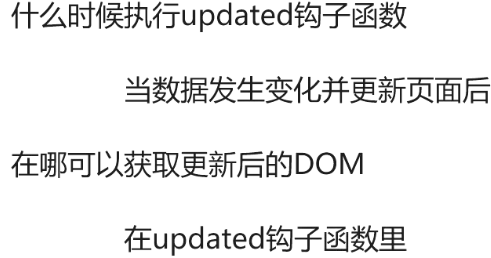 什么时候执行updated钩子函数
当数据发生变化并更新页面后
在哪可以获取更新后的DOM
在updated钩子函数里